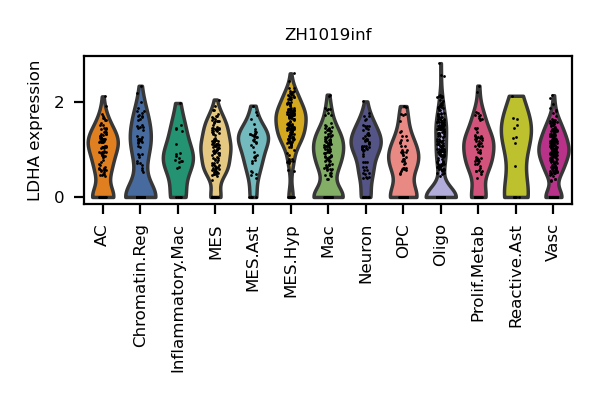 ZH1019inf
LDHA expression
2
0
AC
Chromatin.Reg
Inflammatory.Mac
MES
MES.Ast
MES.Hyp
Mac
Neuron
OPC
Oligo
Prolif.Metab
Reactive.Ast
Vasc